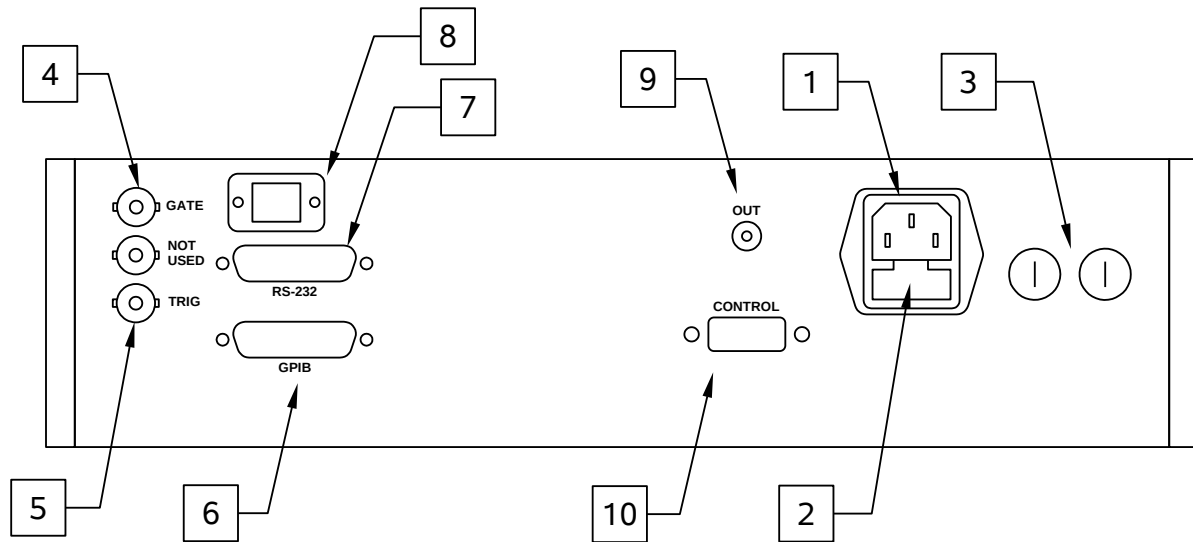 8
4
7
9
1
3
GATE
OUT
NOT
USED
RS-232
TRIG
CONTROL
GPIB
5
6
10
2